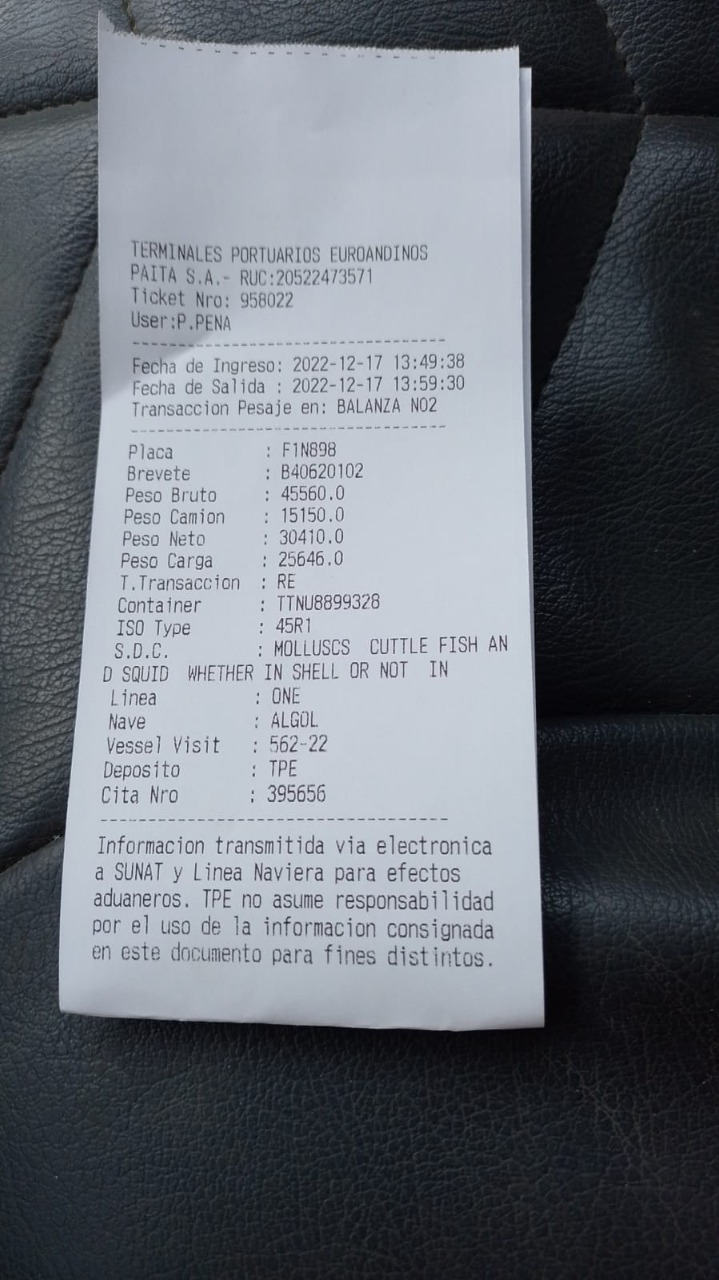 TERMINALES PORTUARIOS EUROANDINOS
PAITA S.A.- RUC:20522473571
Ticket Nro: 958022
User:P.PENA
Fecha de Ingreso: 2022-12-17 13:49:38
Fecha de Salida : 2022-12-17 13:59:30
Transaccion Pesaje en: BALANZA NO2
Placa : F1N898
Brevete : B40620102
Peso Bruto : 45560.0
Peso Camion : 15150.0
Peso Neto : 30410.0
Peso Carga : 25646.0
T.Transaccion : RE
Container : TTNU8899328
ISO Type : 45R1
S.D.C. : MOLLUSCS CUTTLE FISH AN
D SQUID WHETHER IN SHELL OR NOT IN
Linea : ONE
Nave : ALGOL
Vessel Visit : 562-22
Deposito : TPE
Cita Nro : 395656
Informacion transmitida via electronica
a SUNAT y Linea Naviera para efectos
aduaneros. TPE no asume responsabilidad
por el uso de la informacion consignada
en este documento para fines distintos.